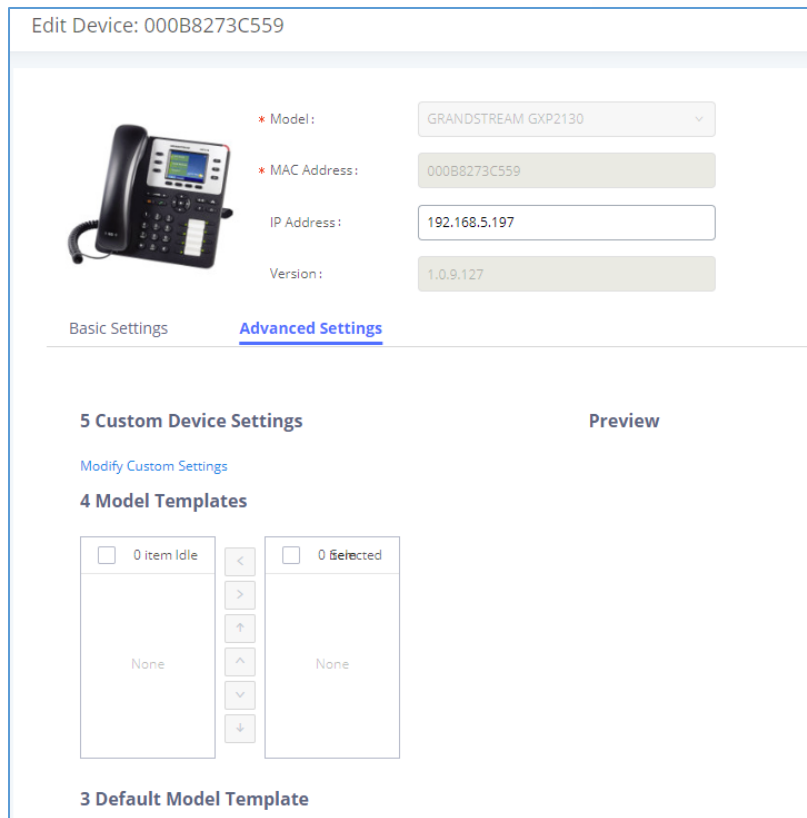 Edit Device: 000B8273C559
* Model:
GRANDSTREAM GXP2130
* MAC Address:
000B8273C559
IP Address:
192.168.5.197
Version:
1.0.9.127
Basic Settings
Advanced Settings
5 Custom Device Settings
Preview
Modify Custom Settings
4 Model Templates
0 item Idle
0 Selected
None
None
3 Default Model Template